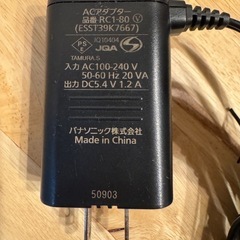 ACアダプター
品番 RC1-80 Ⓥ
(ESST39K7667)
PS
E
JQ10404
JQA
TAMURA S
入力 AC100-240 V
50-60 Hz 20 VA
出力 DC5.4 V 1.2 A
パナソニック株式会社
Made in China
50903